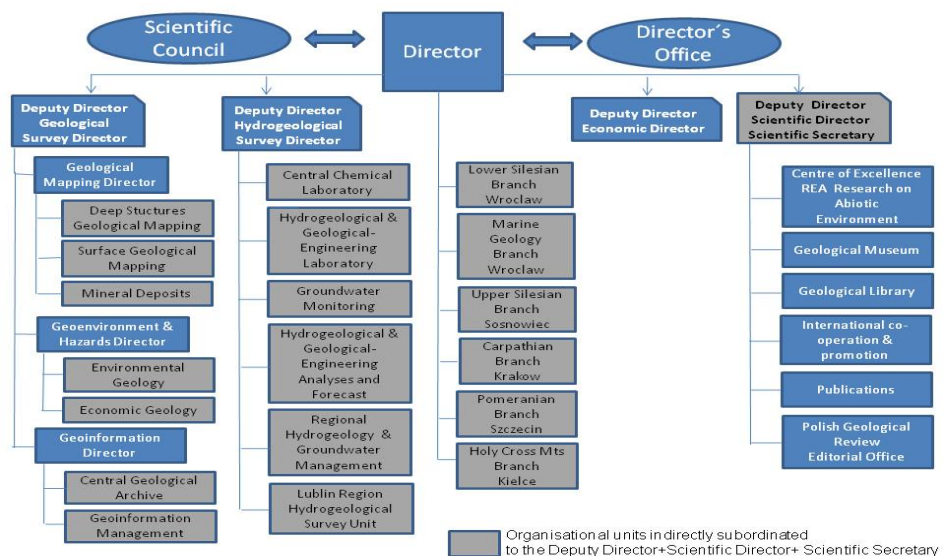 Scientific
Council
Director
Director´s
Office
Deputy Director
Geological
Survey Director
Deputy Director
Hydrogeological
Survey Director
Deputy Director
Economic Director
Deputy Director
Scientific Director
Scientific Secretary
Geological
Mapping Director
Deep Stuctures
Geological Mapping
Surface Geological
Mapping
Mineral Deposits
Geoenvironment &
Hazards Director
Environmental
Geology
Economic Geology
Geoinformation
Director
Central Geological
Archive
Geoinformation
Management
Central Chemical
Laboratory
Hydrogeological &
Geological-
Engineering
Laboratory
Groundwater
Monitoring
Hydrogeological &
Geological-
Engineering
Analyses and
Forecast
Regional
Hydrogeology &
Groundwater
Management
Lublin Region
Hydrogeological
Survey Unit
Lower Silesian
Branch
Wroclaw
Marine
Geology
Branch
Wroclaw
Upper Silesian
Branch
Sosnowiec
Carpathian
Branch
Krakow
Pomeranian
Branch
Szczecin
Holy Cross Mts
Branch
Kielce
Centre of Excellence
REA Research on
Abiotic
Environment
Geological Museum
Geological Library
International co-
operation &
promotion
Publications
Polish Geological
Review
Editorial Office
Organisational units in directly subordinated
to the Deputy Director+Scientific Director+ Scientific Secretary